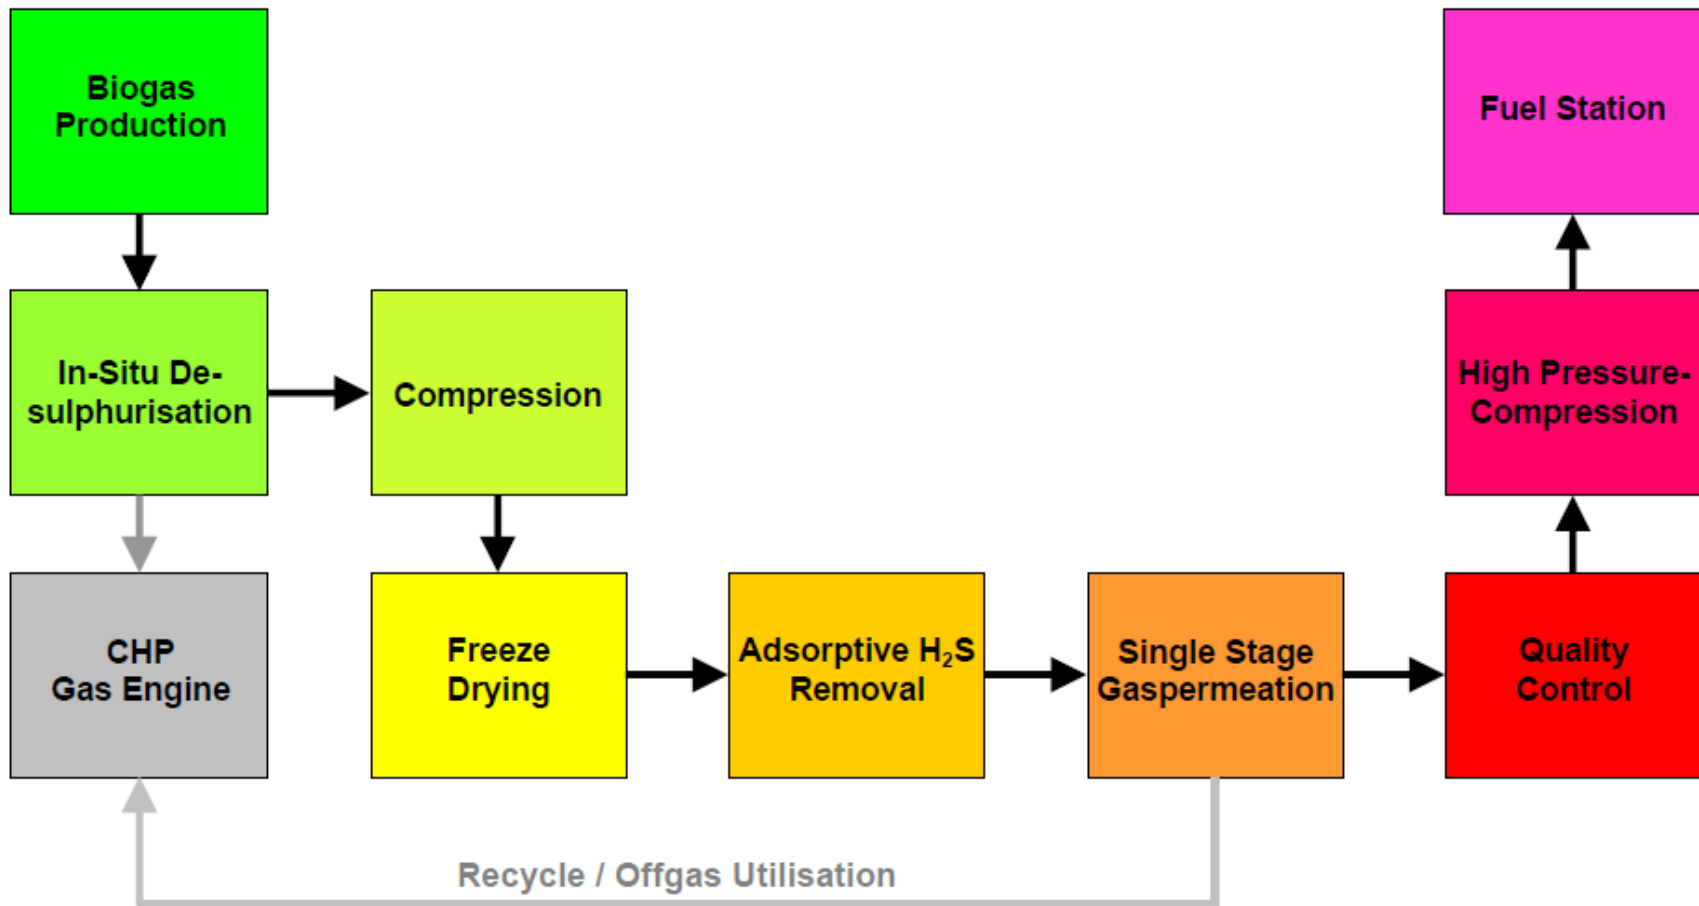 Biogas
Production
Fuel Station
In-Situ De-
sulphurisation
Compression
High Pressure-
Compression
CHP
Gas Engine
Freeze
Drying
Adsorptive H₂S
Removal
Single Stage
Gaspermeation
Quality
Control
Recycle / Offgas Utilisation